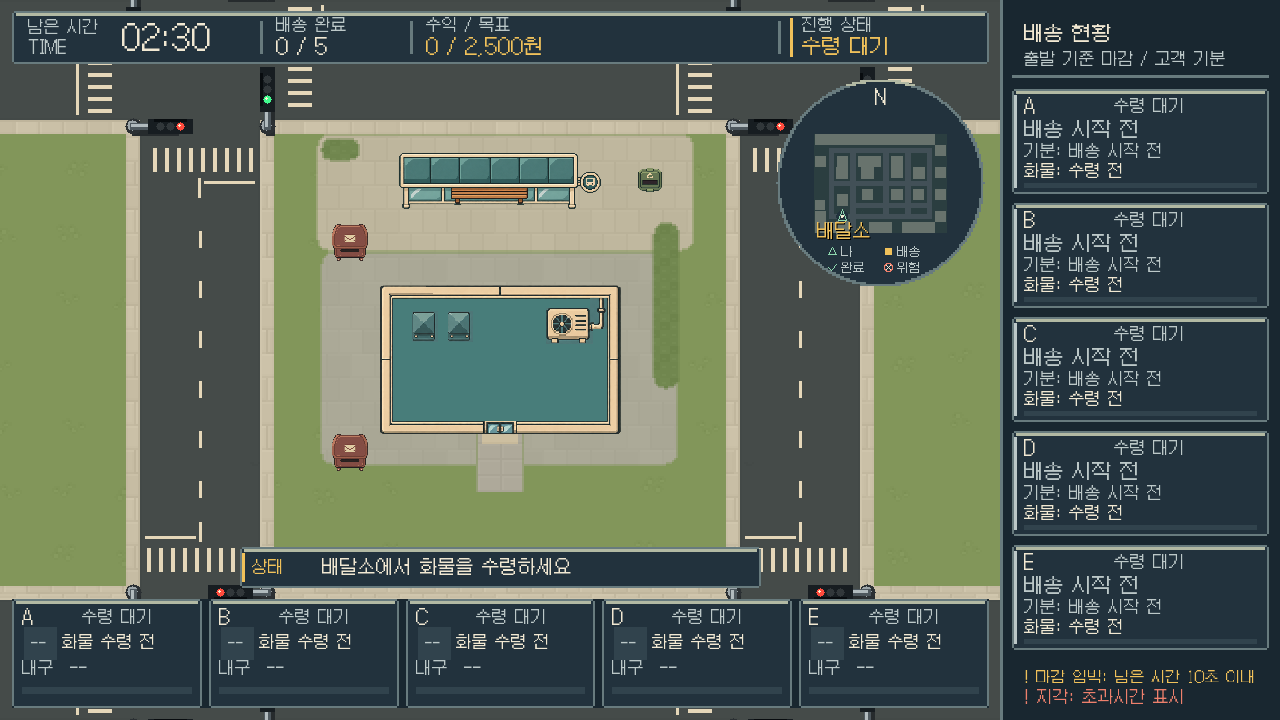 남은 시간
TIME
02:30
배송 완료
0 / 5
수익 / 목표
0 / 2,500원
진행 상태
수령 대기
N
배달소
나
배송
완료
위험
배송 현황
출발 기준 마감 / 고객 기분
A 수령 대기
배송 시작 전
기분: 배송 시작 전
화물: 수령 전
B 수령 대기
배송 시작 전
기분: 배송 시작 전
화물: 수령 전
C 수령 대기
배송 시작 전
기분: 배송 시작 전
화물: 수령 전
D 수령 대기
배송 시작 전
기분: 배송 시작 전
화물: 수령 전
E 수령 대기
배송 시작 전
기분: 배송 시작 전
화물: 수령 전
! 마감 임박: 남은 시간 10초 이내
! 지각: 초과시간 표시
상태 배달소에서 화물을 수령하세요
A 수령 대기
-- 화물 수령 전
내구 --
B 수령 대기
-- 화물 수령 전
내구 --
C 수령 대기
-- 화물 수령 전
내구 --
D 수령 대기
-- 화물 수령 전
내구 --
E 수령 대기
-- 화물 수령 전
내구 --